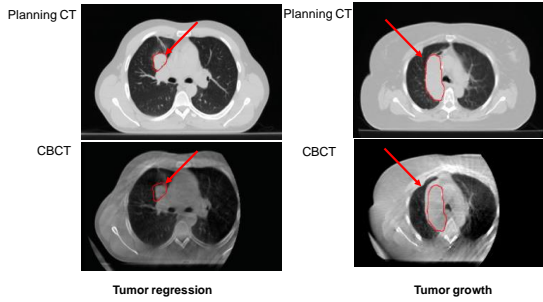 Planning CT
Planning CT
CBCT
CBCT
Tumor regression
Tumor growth